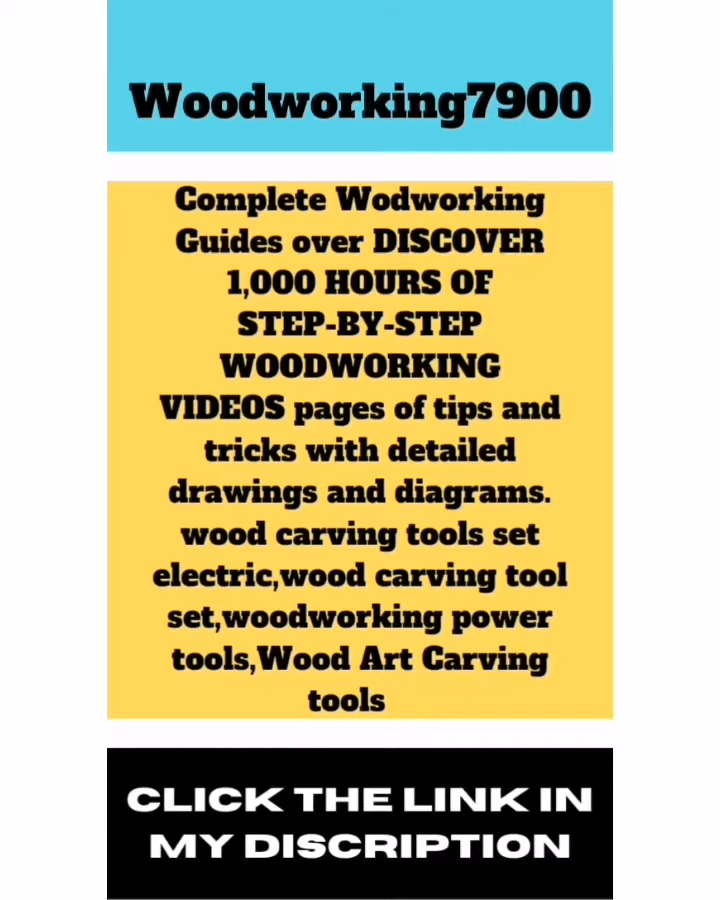 Woodworking7900
Complete Wodworking
Guides over DISCOVER
1,000 HOURS OF
STEP-BY-STEP
WOODWORKING
VIDEOS pages of tips and
tricks with detailed
drawings and diagrams.
wood carving tools set
electric,wood carving tool
set,woodworking power
tools,Wood Art Carving
tools
CLICK THE LINK IN
MY DISCRIPTION